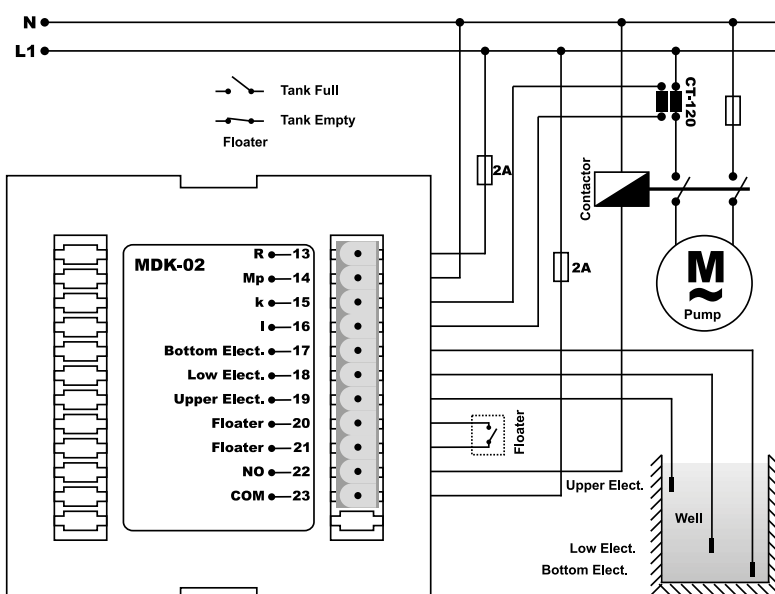 N
L1
Tank Full
Tank Empty
Floater
CT-120
2A
Contactor
MDK-02
R 13
Mp 14
k 15
l 16
Bottom Elect. 17
Low Elect. 18
Upper Elect. 19
Floater 20
Floater 21
NO 22
COM 23
2A
M
~
Pump
Floater
Upper Elect.
Well
Low Elect.
Bottom Elect.